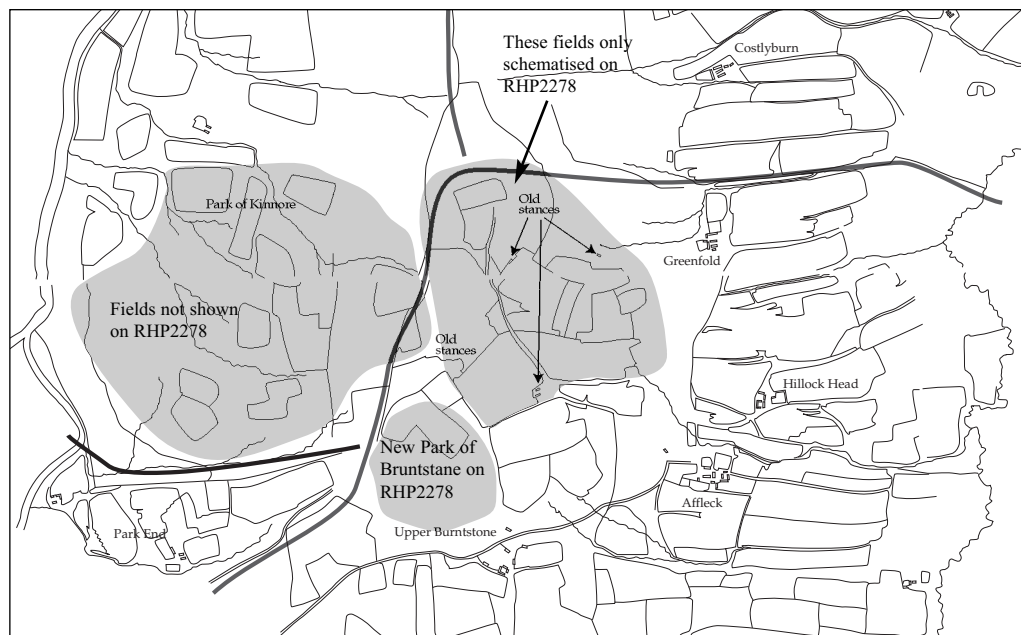 These fields only
schematised on
RHP2278
Costlyburn
Park of Kinnore
Old
stances
Greenfold
Fields not shown
on RHP2278
Old
stances
Hillock Head
New Park of
Bruntstane on
RHP2278
Affleck
Park End
Upper Burntstone